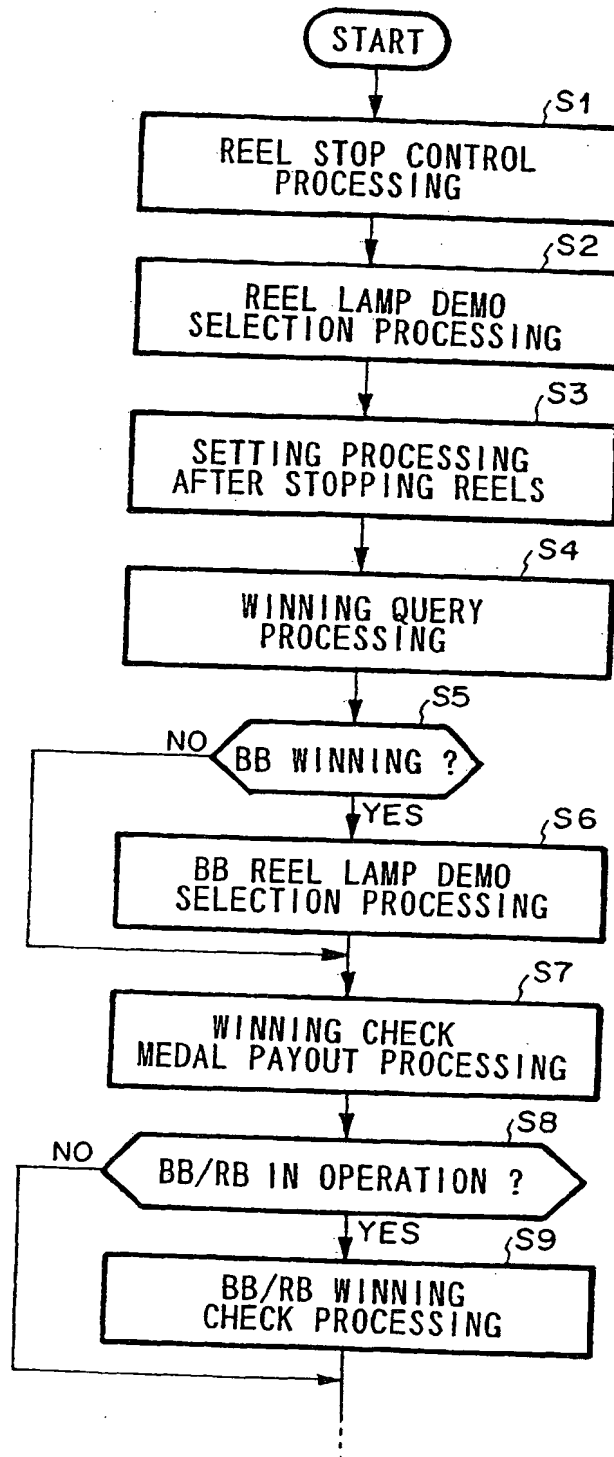 START
S1
REEL STOP CONTROL
PROCESSING
S2
REEL LAMP DEMO
SELECTION PROCESSING
S3
SETTING PROCESSING
AFTER STOPPING REELS
S4
WINNING QUERY
PROCESSING
S5
NO
BB WINNING ?
YES
S6
BB REEL LAMP DEMO
SELECTION PROCESSING
S7
WINNING CHECK
MEDAL PAYOUT PROCESSING
S8
NO
BB/RB IN OPERATION ?
YES
S9
BB/RB WINNING
CHECK PROCESSING